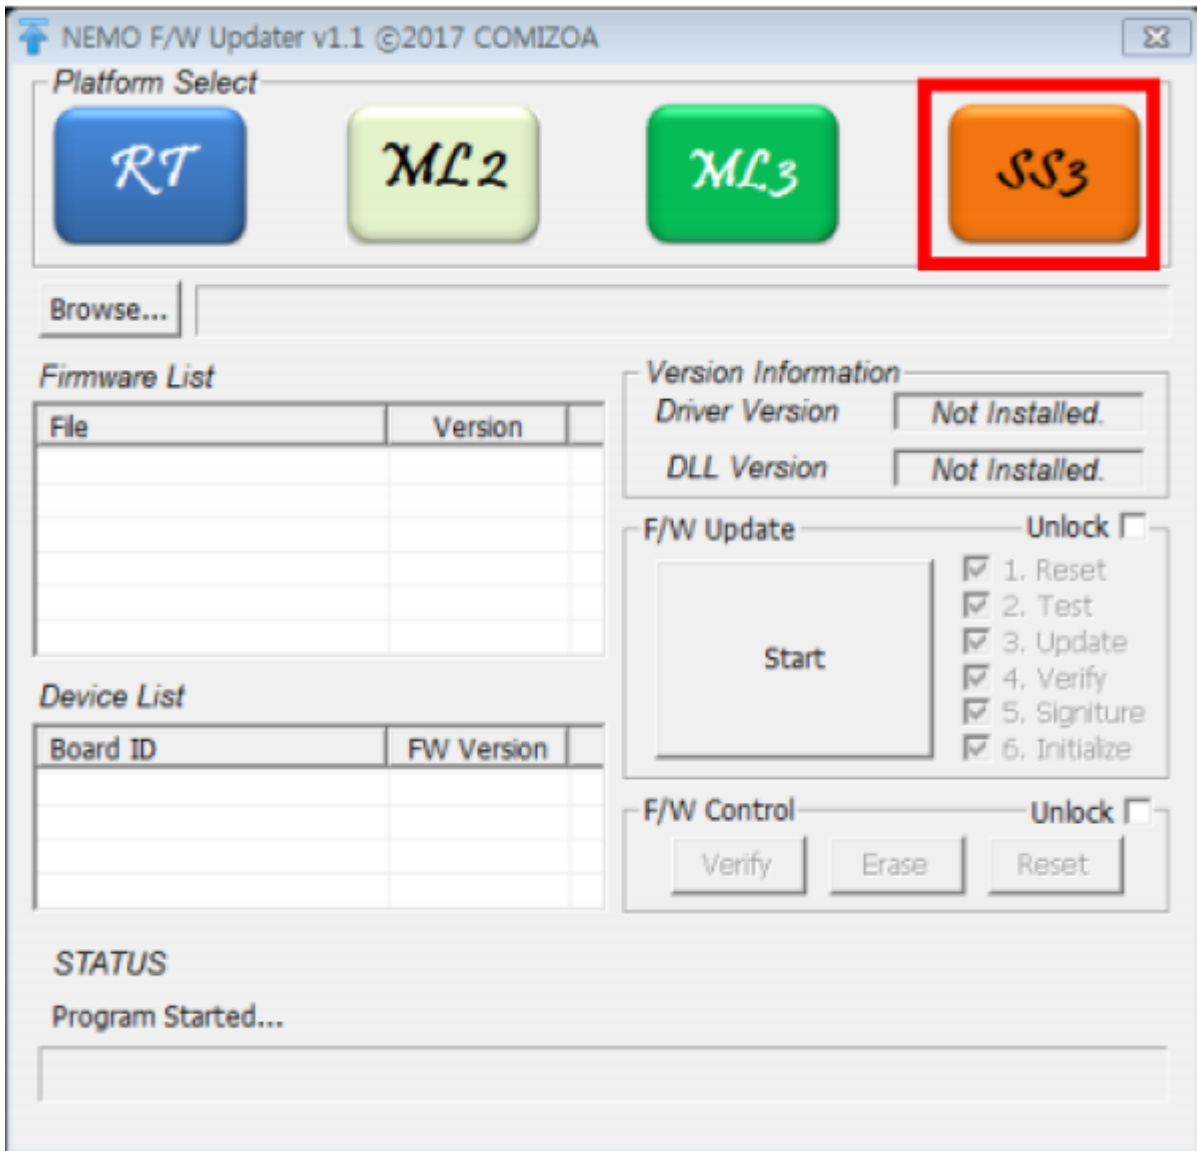 NEMO F/W Updater v1.1 ©2017 COMIZOA
Platform Select
RT ML2 ML3 SS3
Browse...
Firmware List
File Version
Version Information
Driver Version Not Installed.
DLL Version Not Installed.
F/W Update Unlock
Start
1. Reset
2. Test
3. Update
4. Verify
5. Signiture
6. Initialize
Device List
Board ID FW Version
F/W Control Unlock
Verify Erase Reset
STATUS
Program Started...